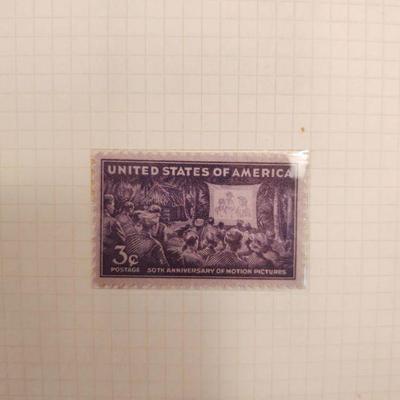 UNITED STATES OF AMERICA
3¢
POSTAGE 50TH ANNIVERSARY OF MOTION PICTURES